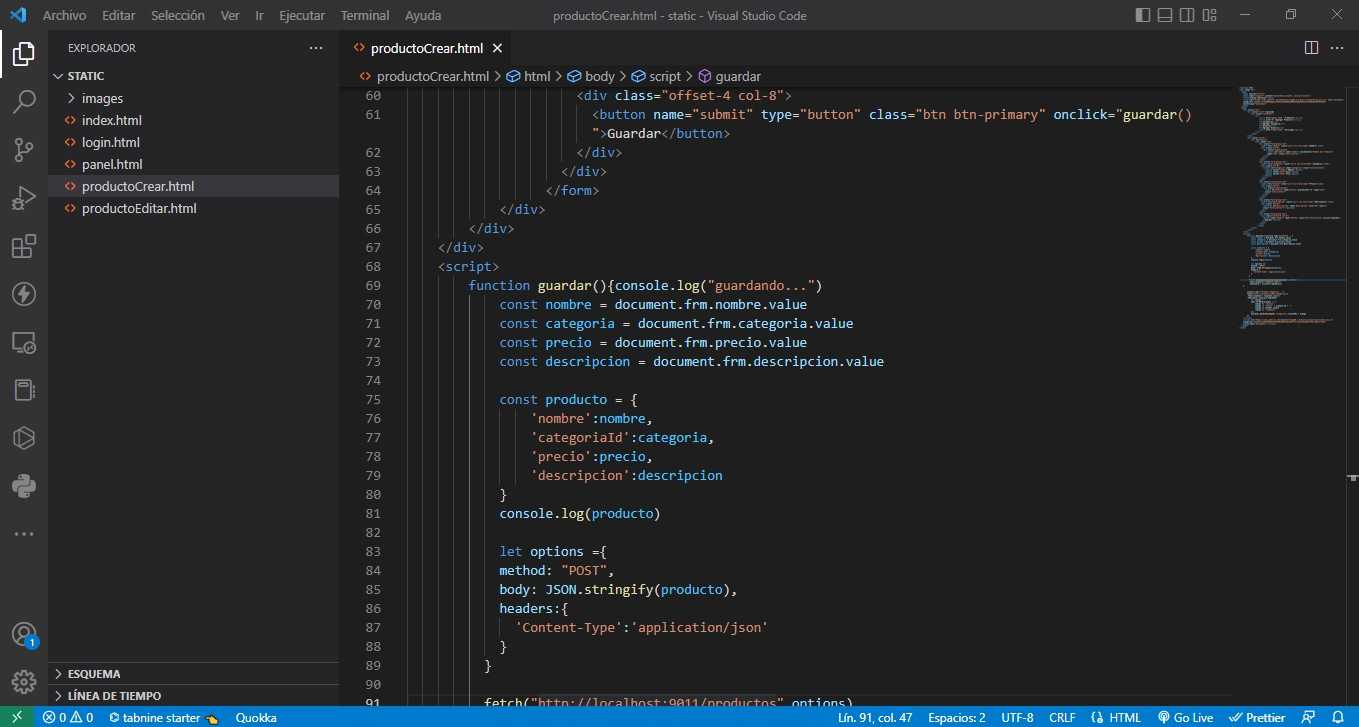 Archivo Editar Selección Ver Ir Ejecutar Terminal Ayuda productoCrear.html - static - Visual Studio Code
EXPLORADOR
STATIC
images
index.html
login.html
panel.html
productoCrear.html
productoEditar.html
ESQUEMA
LÍNEA DE TIEMPO
1
productoCrear.html
productoCrear.html > html > body > script > guardar
60 <div class="offset-4 col-8">
61 <button name="submit" type="button" class="btn btn-primary" onclick="guardar()
">Guardar</button>
62 </div>
63 </div>
64 </form>
65 </div>
66 </div>
67 </div>
68 <script>
69 function guardar(){console.log("guardando...")
70 const nombre = document.frm.nombre.value
71 const categoria = document.frm.categoria.value
72 const precio = document.frm.precio.value
73 const descripcion = document.frm.descripcion.value
74
75 const producto = {
76 'nombre':nombre,
77 'categoriaId':categoria,
78 'precio':precio,
79 'descripcion':descripcion
80 }
81 console.log(producto)
82
83 let options ={
84 method: "POST",
85 body: JSON.stringify(producto),
86 headers:{
87 'Content-Type':'application/json'
88 }
89 }
90
91 fetch("http://localhost:9011/productos",options)
0 0 tabnine starter Quokka Lín. 91, col. 47 Espacios: 2 UTF-8 CRLF HTML Go Live Prettier